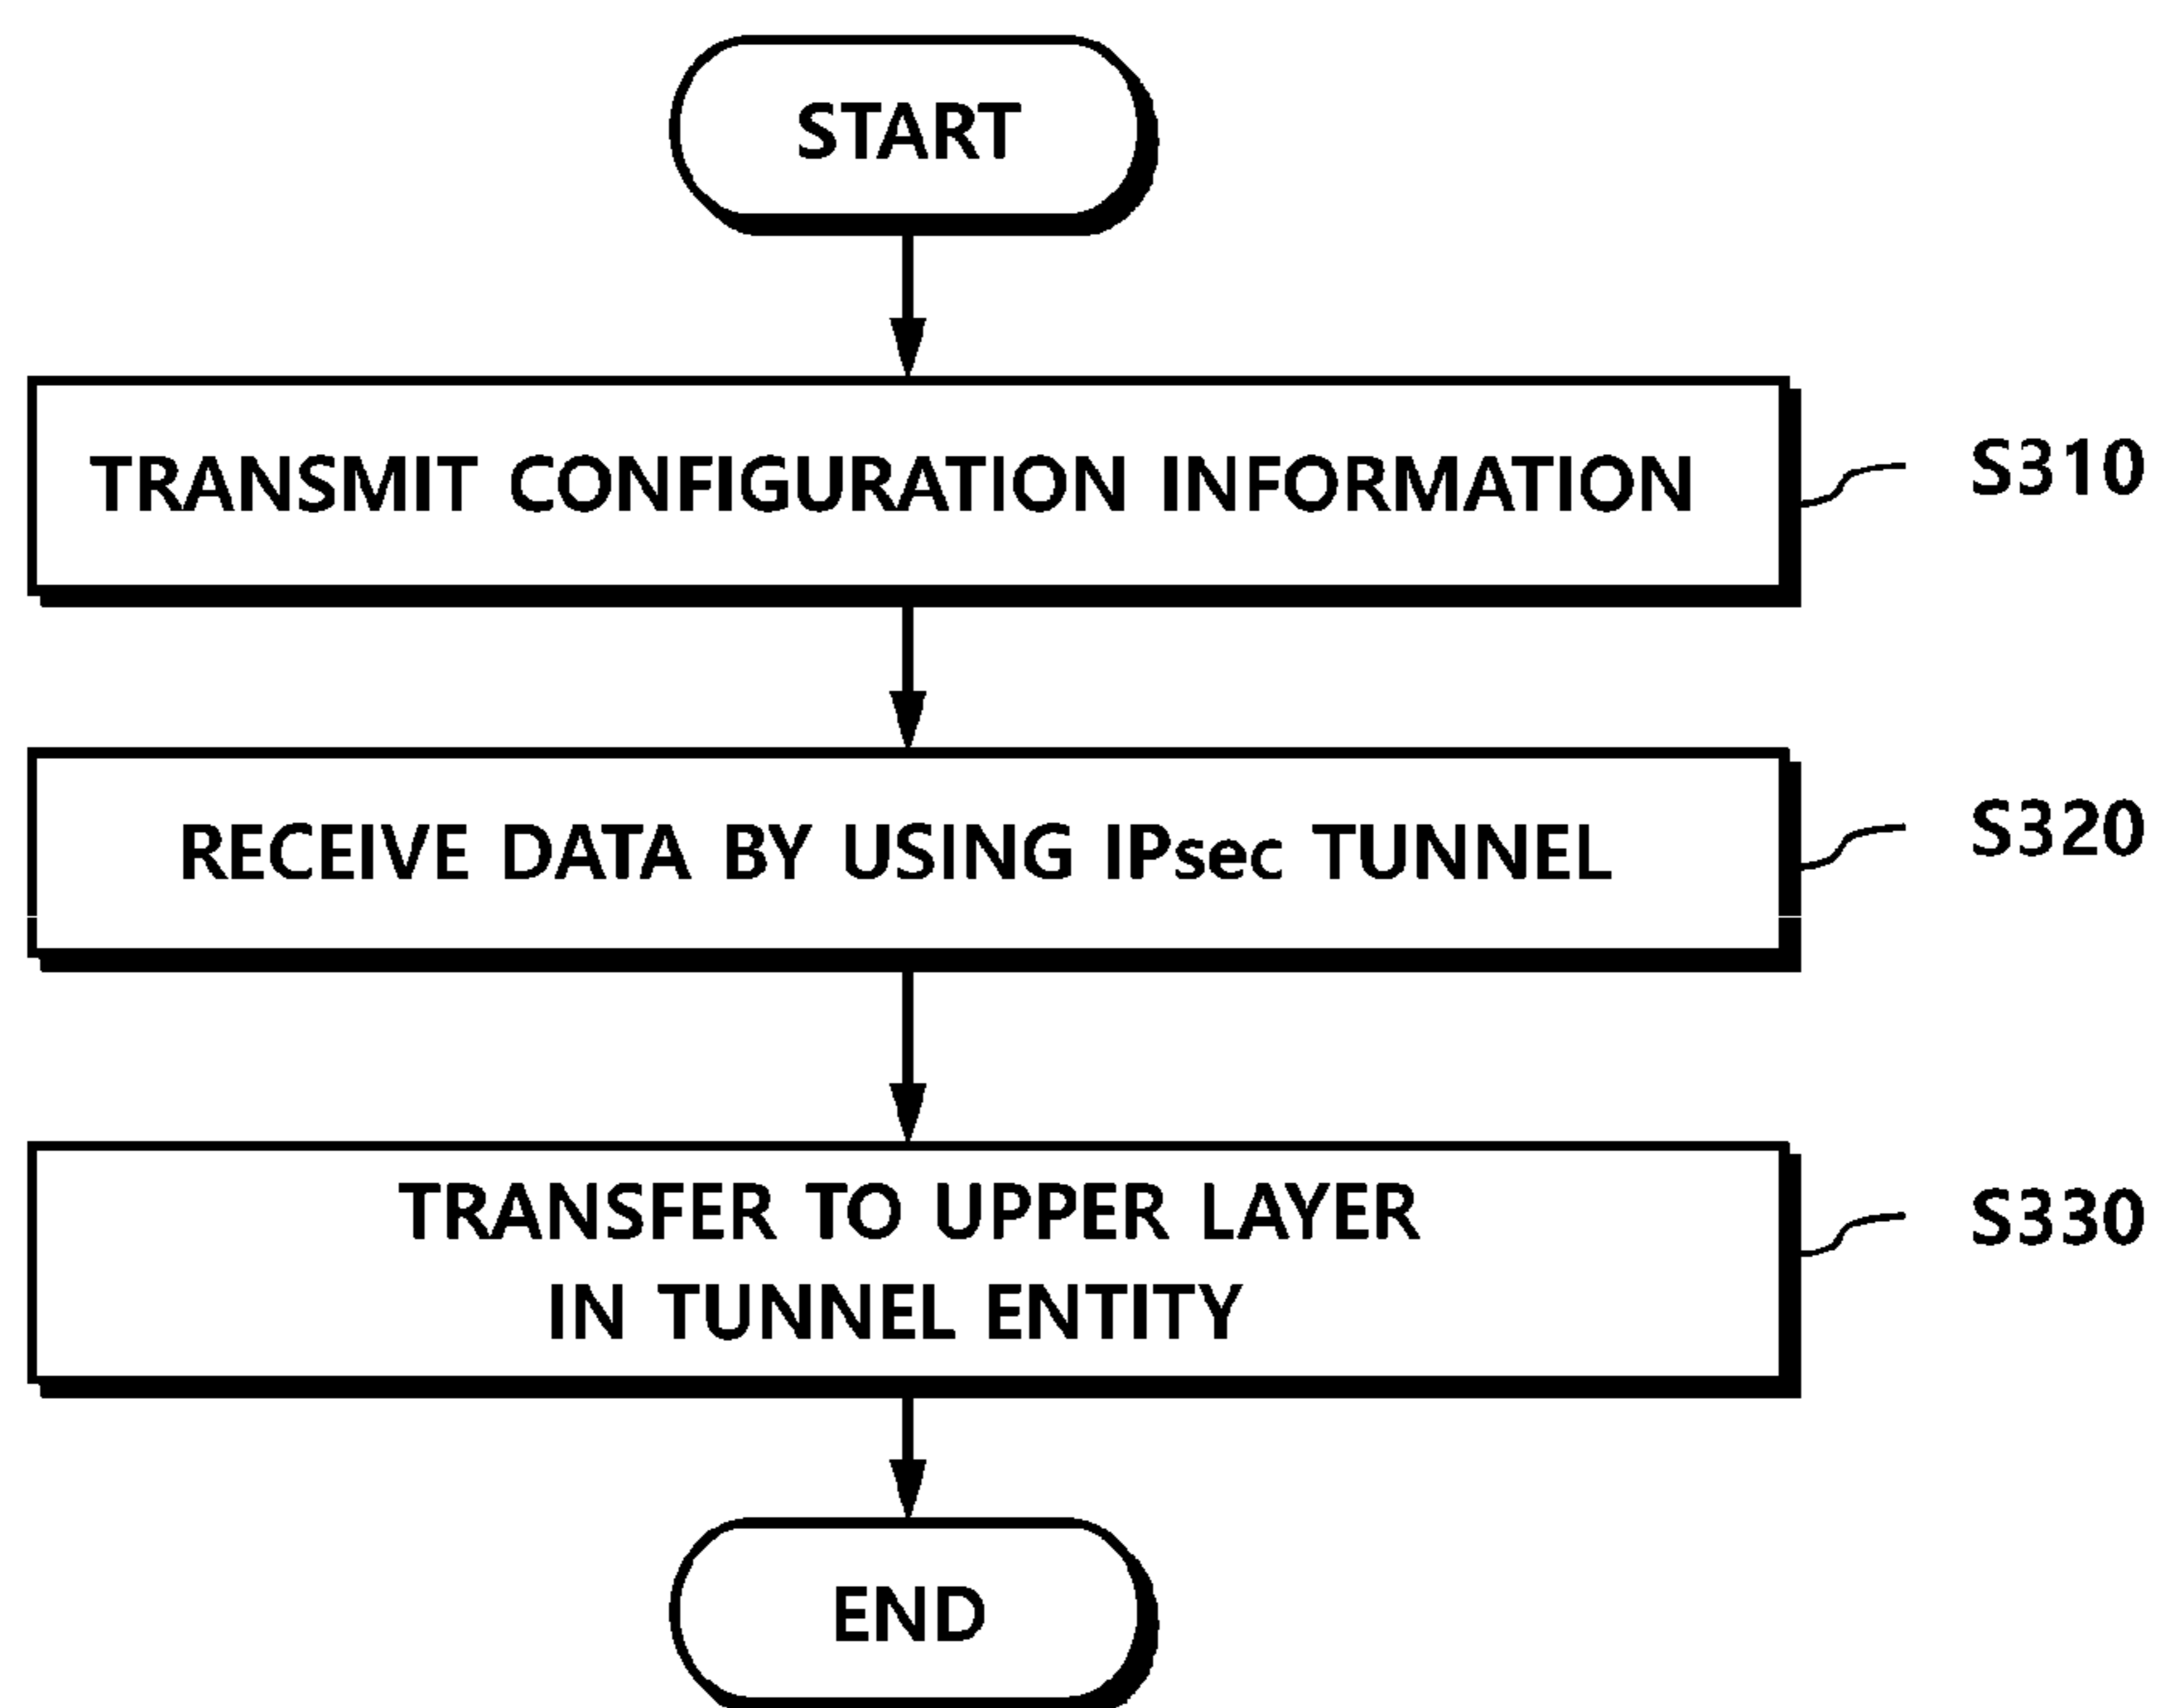 START
TRANSMIT CONFIGURATION INFORMATION
S310
RECEIVE DATA BY USING IPsec TUNNEL
S320
TRANSFER TO UPPER LAYER
IN TUNNEL ENTITY
S330
END